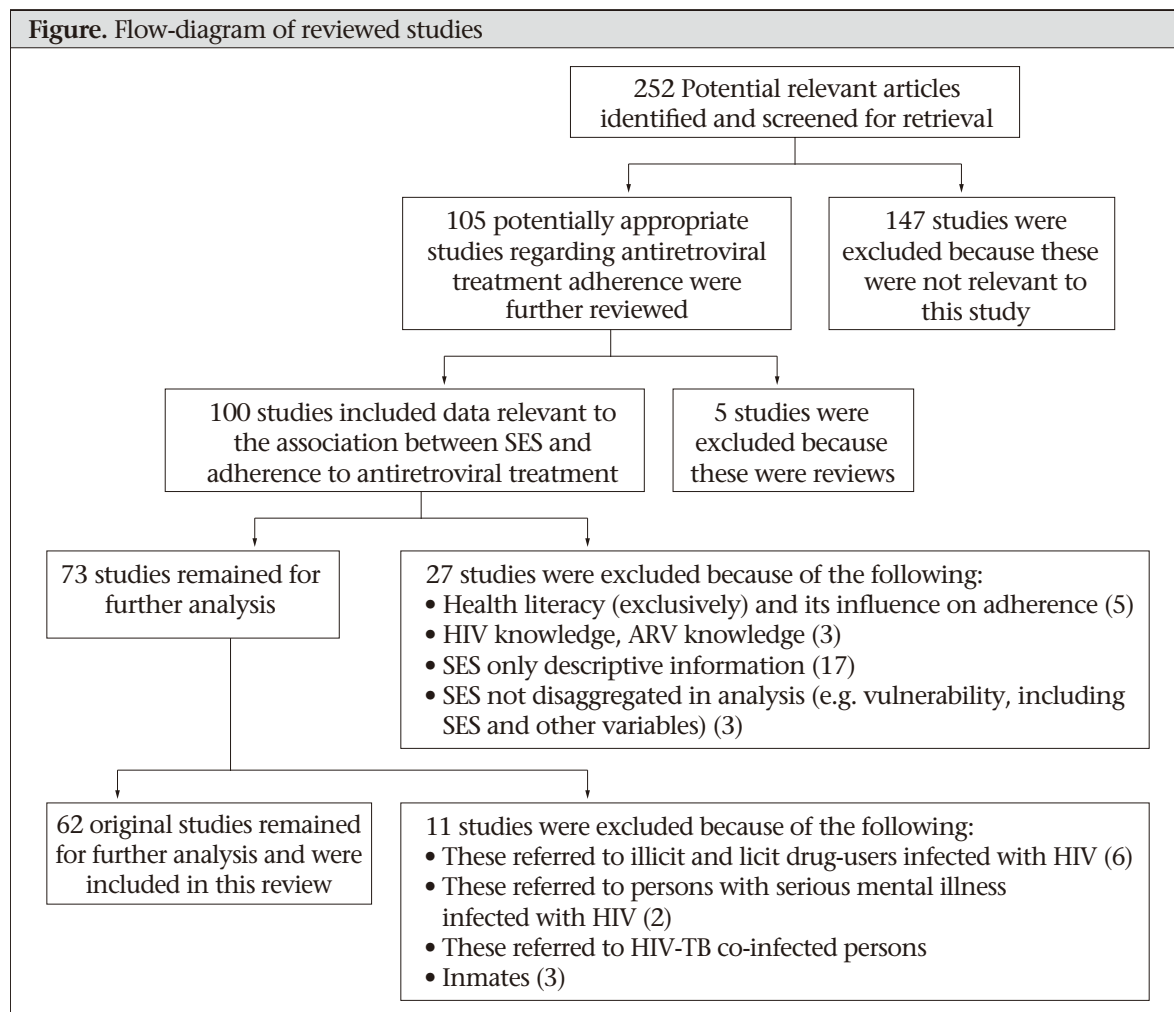 Figure. Flow-diagram of reviewed studies
252 Potential relevant articles
identified and screened for retrieval
105 potentially appropriate
studies regarding antiretroviral
treatment adherence were
further reviewed
147 studies were
excluded because these
were not relevant to
this study
100 studies included data relevant to
the association between SES and
adherence to antiretroviral treatment
5 studies were
excluded because
these were reviews
73 studies remained for
further analysis
27 studies were excluded because of the following:
• Health literacy (exclusively) and its influence on adherence (5)
• HIV knowledge, ARV knowledge (3)
• SES only descriptive information (17)
• SES not disaggregated in analysis (e.g. vulnerability, including
SES and other variables) (3)
62 original studies remained
for further analysis and were
included in this review
11 studies were excluded because of the following:
• These referred to illicit and licit drug-users infected with HIV (6)
• These referred to persons with serious mental illness
infected with HIV (2)
• These referred to HIV-TB co-infected persons
• Inmates (3)